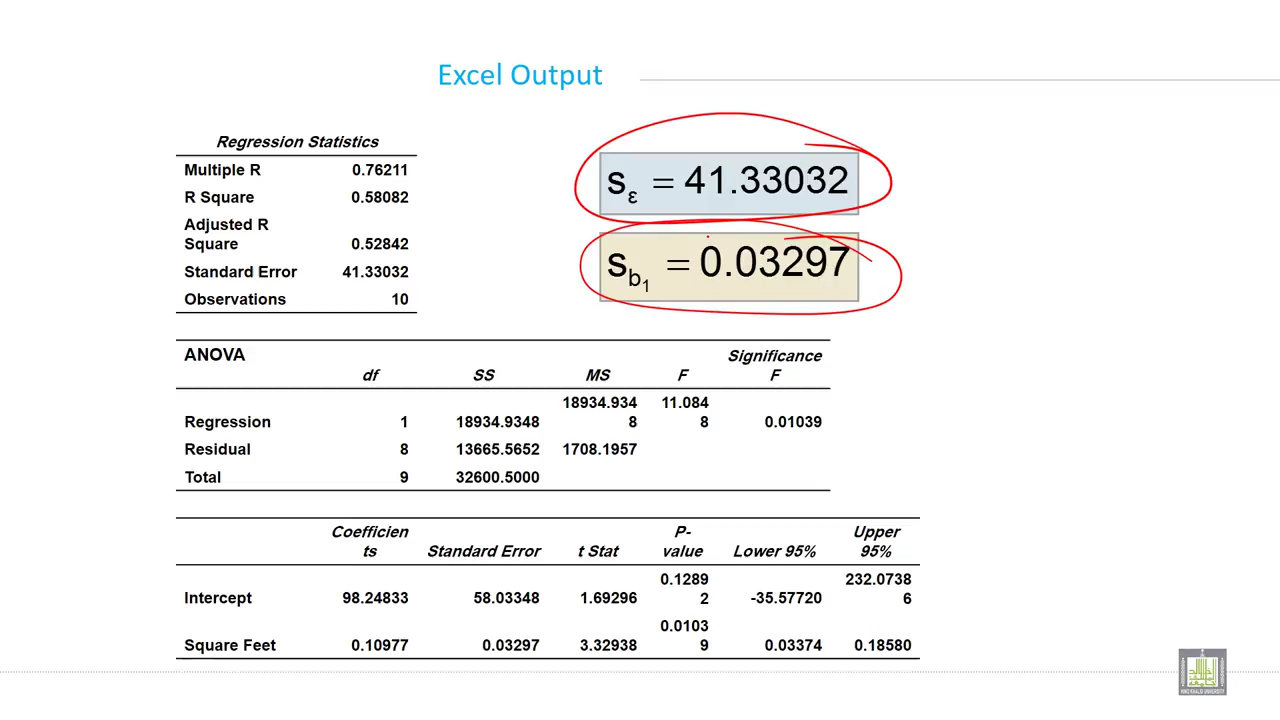 Excel Output
Regression Statistics
Multiple R 0.76211
R Square 0.58082
Adjusted R
Square 0.52842
Standard Error 41.33032
Observations 10
sε = 41.33032
sb1 = 0.03297
ANOVA Significance
df SS MS F F
18934.934 11.084
Regression 1 18934.9348 8 8 0.01039
Residual 8 13665.5652 1708.1957
Total 9 32600.5000
Coefficien P- Upper
ts Standard Error t Stat value Lower 95% 95%
0.1289 232.0738
Intercept 98.24833 58.03348 1.69296 2 -35.57720 6
0.0103
Square Feet 0.10977 0.03297 3.32938 9 0.03374 0.18580
KING KHALID UNIVERSITY